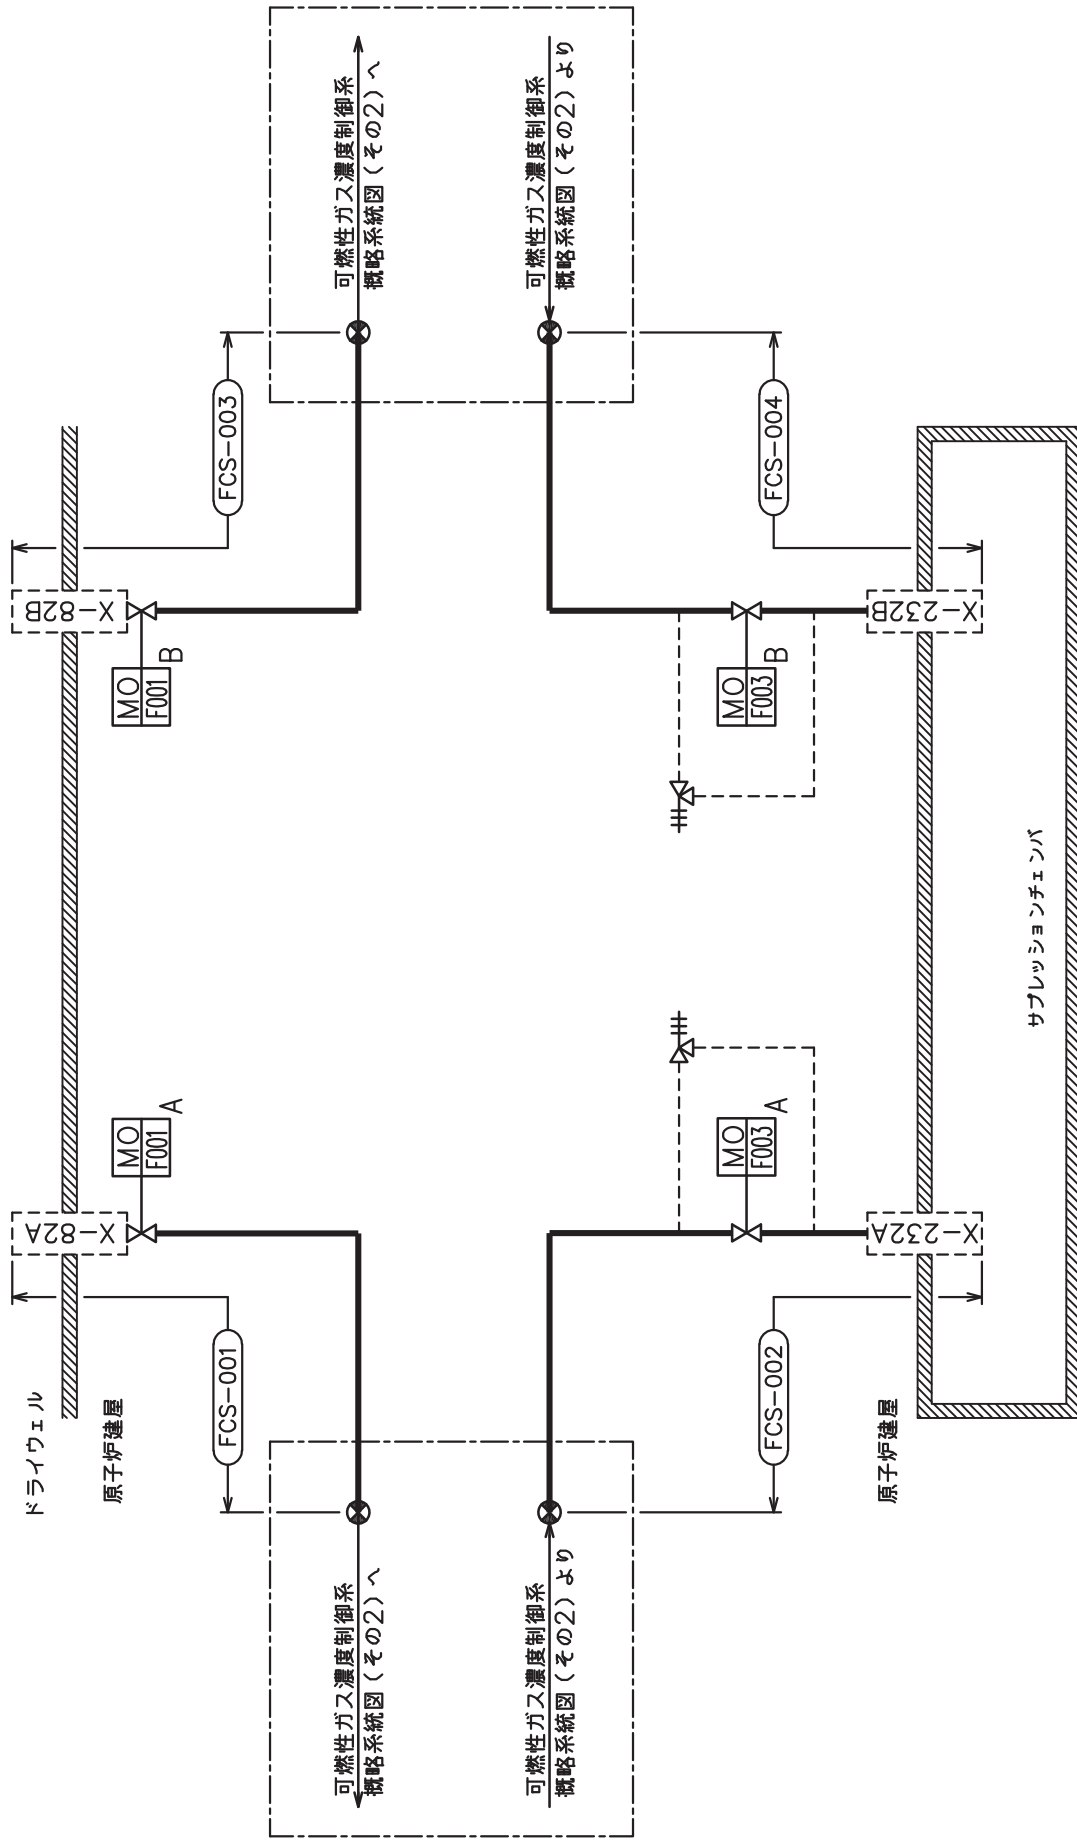 ドライウェル
原子炉建屋
X-82A
X-82B
MO
F001
A
MO
F001
B
FCS-001
FCS-003
可燃性ガス濃度制御系
概略系統図（その2）へ
可燃性ガス濃度制御系
概略系統図（その2）へ
可燃性ガス濃度制御系
概略系統図（その2）より
可燃性ガス濃度制御系
概略系統図（その2）より
FCS-002
FCS-004
MO
F003
A
MO
F003
B
原子炉建屋
X-232A
X-232B
サプレッションチェンバ